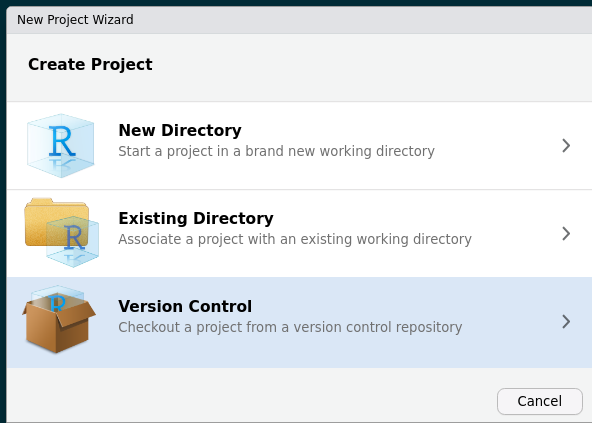 New Project Wizard
Create Project
R
New Directory
Start a project in a brand new working directory
R
Existing Directory
Associate a project with an existing working directory
R
Version Control
Checkout a project from a version control repository
Cancel